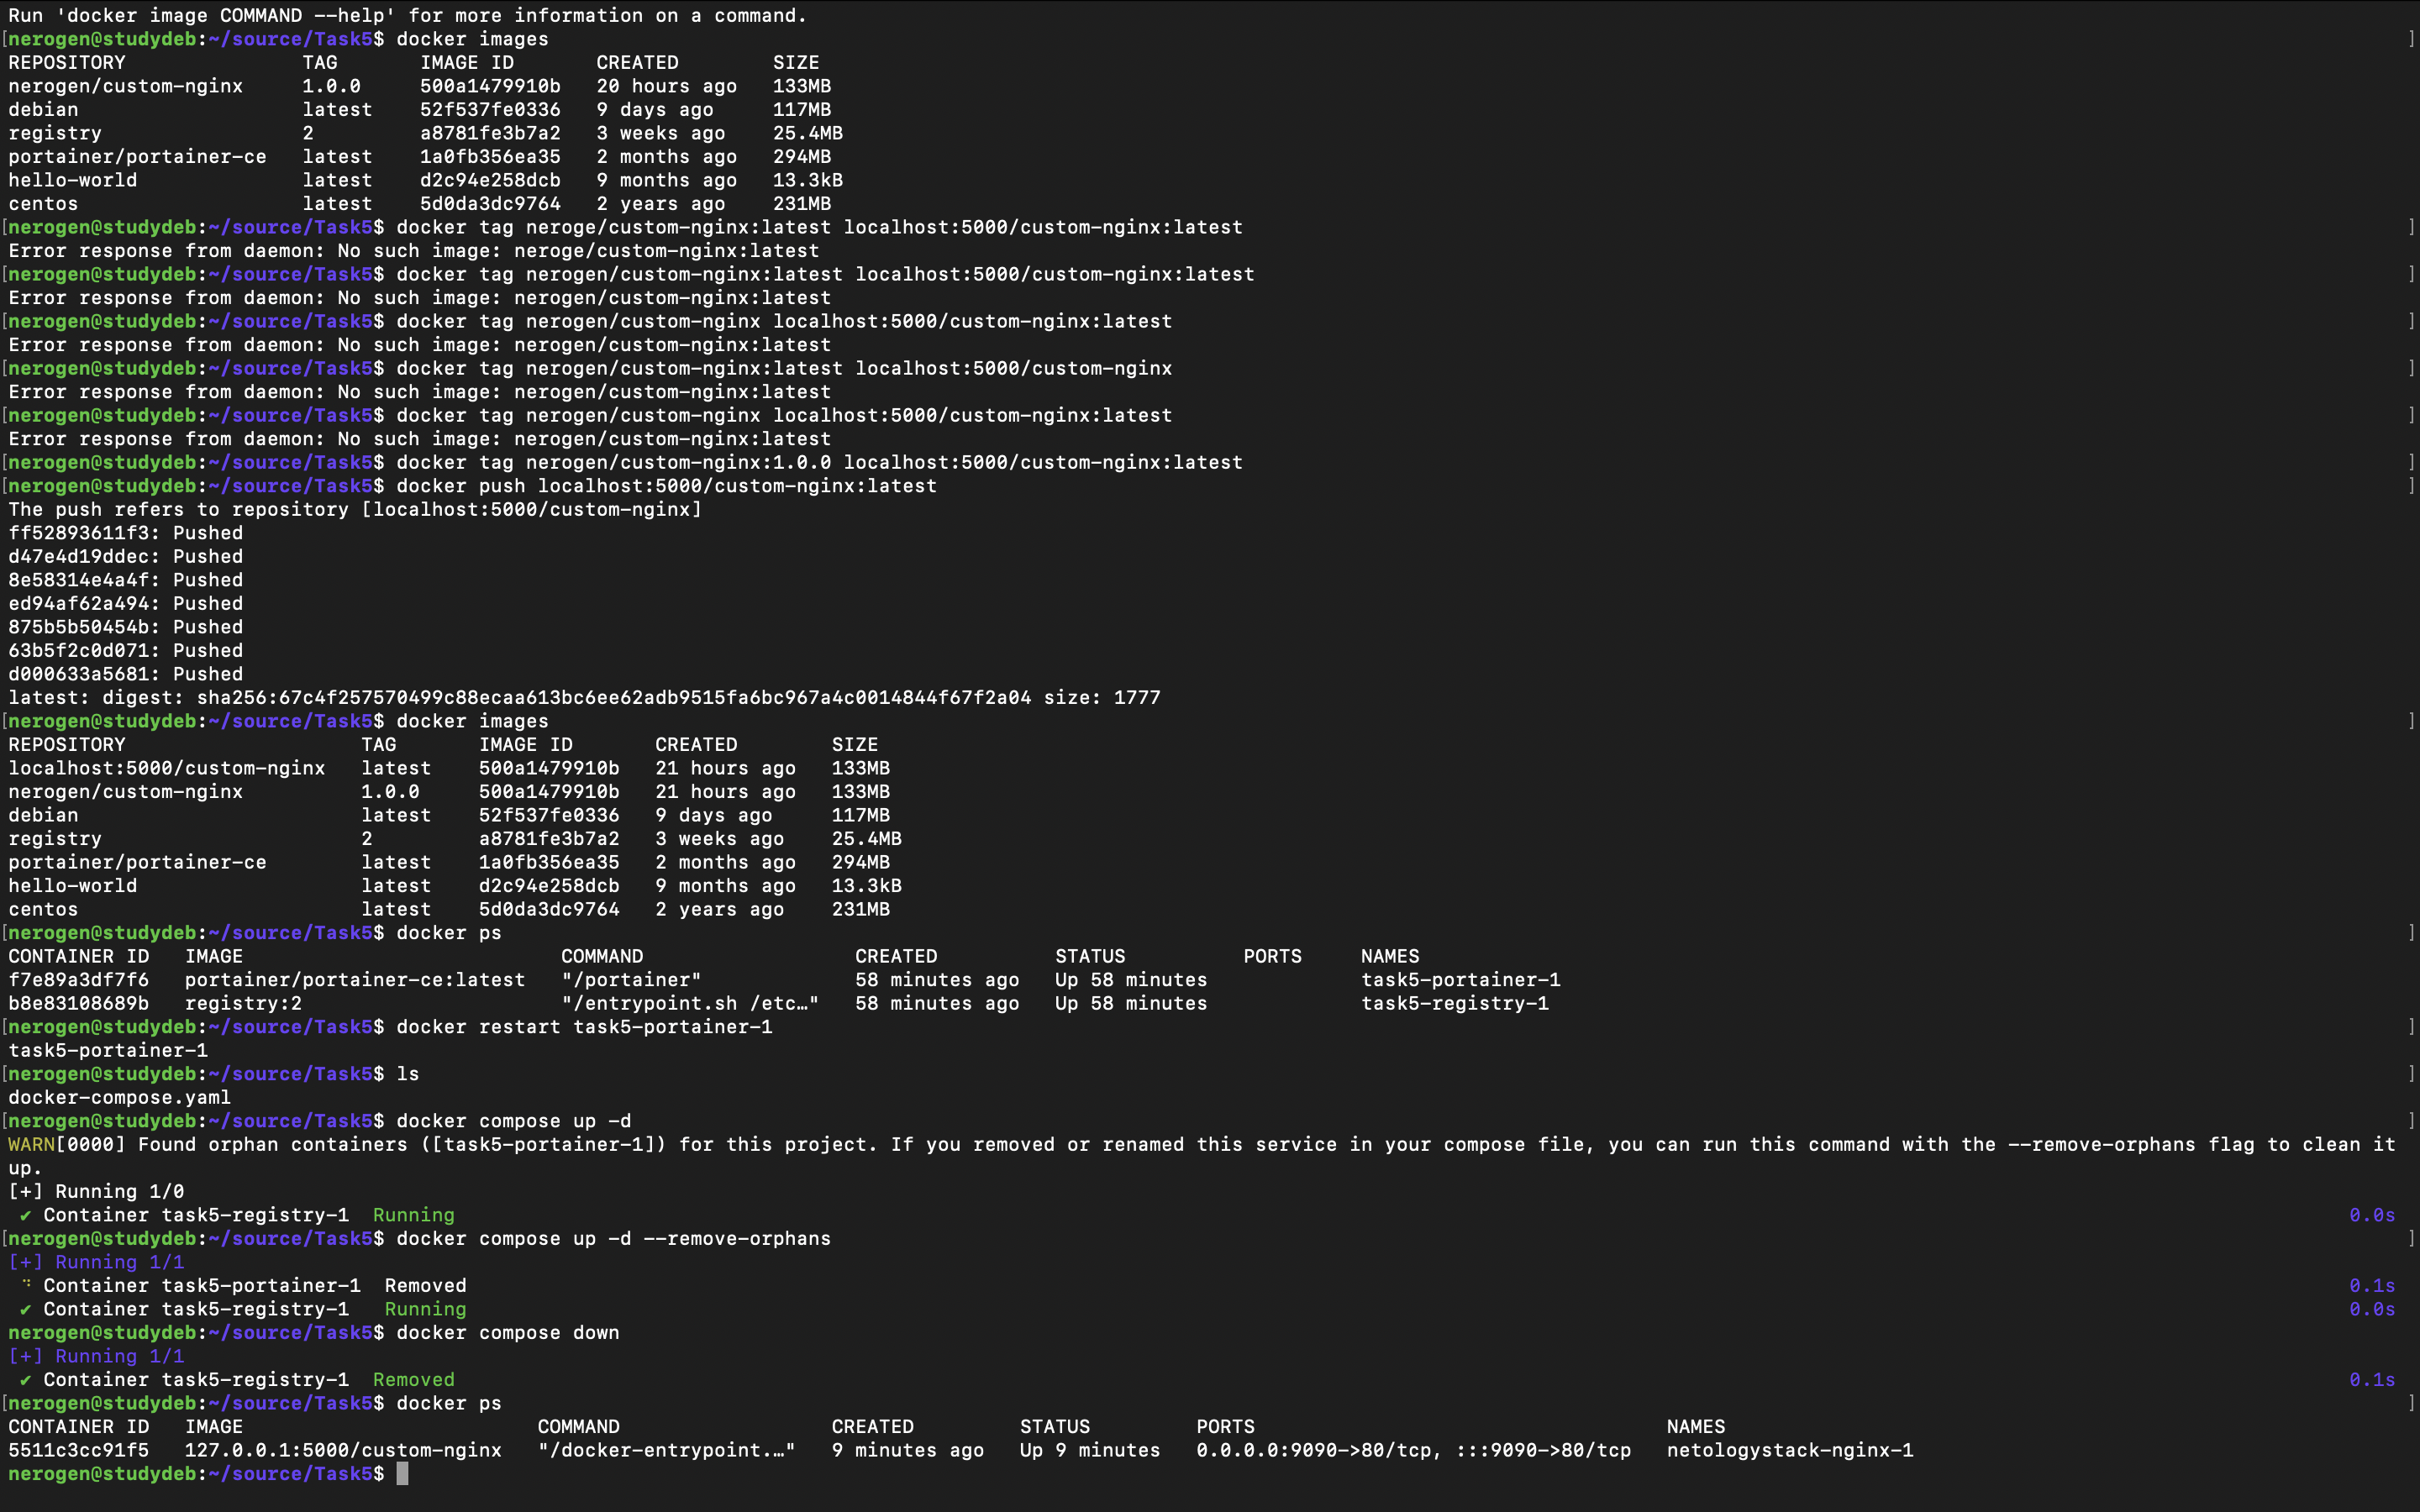 Run 'docker image COMMAND --help' for more information on a command.
[nerogen@studydeb:~/source/Task5$ docker images ]
REPOSITORY TAG IMAGE ID CREATED SIZE
nerogen/custom-nginx 1.0.0 500a1479910b 20 hours ago 133MB
debian latest 52f537fe0336 9 days ago 117MB
registry 2 a8781fe3b7a2 3 weeks ago 25.4MB
portainer/portainer-ce latest 1a0fb356ea35 2 months ago 294MB
hello-world latest d2c94e258dcb 9 months ago 13.3kB
centos latest 5d0da3dc9764 2 years ago 231MB
[nerogen@studydeb:~/source/Task5$ docker tag neroge/custom-nginx:latest localhost:5000/custom-nginx:latest ]
Error response from daemon: No such image: neroge/custom-nginx:latest
[nerogen@studydeb:~/source/Task5$ docker tag nerogen/custom-nginx:latest localhost:5000/custom-nginx:latest ]
Error response from daemon: No such image: nerogen/custom-nginx:latest
[nerogen@studydeb:~/source/Task5$ docker tag nerogen/custom-nginx localhost:5000/custom-nginx:latest ]
Error response from daemon: No such image: nerogen/custom-nginx:latest
[nerogen@studydeb:~/source/Task5$ docker tag nerogen/custom-nginx:latest localhost:5000/custom-nginx ]
Error response from daemon: No such image: nerogen/custom-nginx:latest
[nerogen@studydeb:~/source/Task5$ docker tag nerogen/custom-nginx localhost:5000/custom-nginx:latest ]
Error response from daemon: No such image: nerogen/custom-nginx:latest
[nerogen@studydeb:~/source/Task5$ docker tag nerogen/custom-nginx:1.0.0 localhost:5000/custom-nginx:latest ]
[nerogen@studydeb:~/source/Task5$ docker push localhost:5000/custom-nginx:latest ]
The push refers to repository [localhost:5000/custom-nginx]
ff52893611f3: Pushed
d47e4d19ddec: Pushed
8e58314e4a4f: Pushed
ed94af62a494: Pushed
875b5b50454b: Pushed
63b5f2c0d071: Pushed
d000633a5681: Pushed
latest: digest: sha256:67c4f257570499c88ecaa613bc6ee62adb9515fa6bc967a4c0014844f67f2a04 size: 1777
[nerogen@studydeb:~/source/Task5$ docker images ]
REPOSITORY TAG IMAGE ID CREATED SIZE
localhost:5000/custom-nginx latest 500a1479910b 21 hours ago 133MB
nerogen/custom-nginx 1.0.0 500a1479910b 21 hours ago 133MB
debian latest 52f537fe0336 9 days ago 117MB
registry 2 a8781fe3b7a2 3 weeks ago 25.4MB
portainer/portainer-ce latest 1a0fb356ea35 2 months ago 294MB
hello-world latest d2c94e258dcb 9 months ago 13.3kB
centos latest 5d0da3dc9764 2 years ago 231MB
[nerogen@studydeb:~/source/Task5$ docker ps ]
CONTAINER ID IMAGE COMMAND CREATED STATUS PORTS NAMES
f7e89a3df7f6 portainer/portainer-ce:latest "/portainer" 58 minutes ago Up 58 minutes task5-portainer-1
b8e83108689b registry:2 "/entrypoint.sh /etc…" 58 minutes ago Up 58 minutes task5-registry-1
[nerogen@studydeb:~/source/Task5$ docker restart task5-portainer-1 ]
task5-portainer-1
[nerogen@studydeb:~/source/Task5$ ls ]
docker-compose.yaml
[nerogen@studydeb:~/source/Task5$ docker compose up -d ]
WARN[0000] Found orphan containers ([task5-portainer-1]) for this project. If you removed or renamed this service in your compose file, you can run this command with the --remove-orphans flag to clean it
up.
[+] Running 1/0
✔ Container task5-registry-1 Running 0.0s
[nerogen@studydeb:~/source/Task5$ docker compose up -d --remove-orphans ]
[+] Running 1/1
⠙ Container task5-portainer-1 Removed 0.1s
✔ Container task5-registry-1 Running 0.0s
nerogen@studydeb:~/source/Task5$ docker compose down
[+] Running 1/1
✔ Container task5-registry-1 Removed 0.1s
[nerogen@studydeb:~/source/Task5$ docker ps ]
CONTAINER ID IMAGE COMMAND CREATED STATUS PORTS NAMES
5511c3cc91f5 127.0.0.1:5000/custom-nginx "/docker-entrypoint.…" 9 minutes ago Up 9 minutes 0.0.0.0:9090->80/tcp, :::9090->80/tcp netologystack-nginx-1
nerogen@studydeb:~/source/Task5$